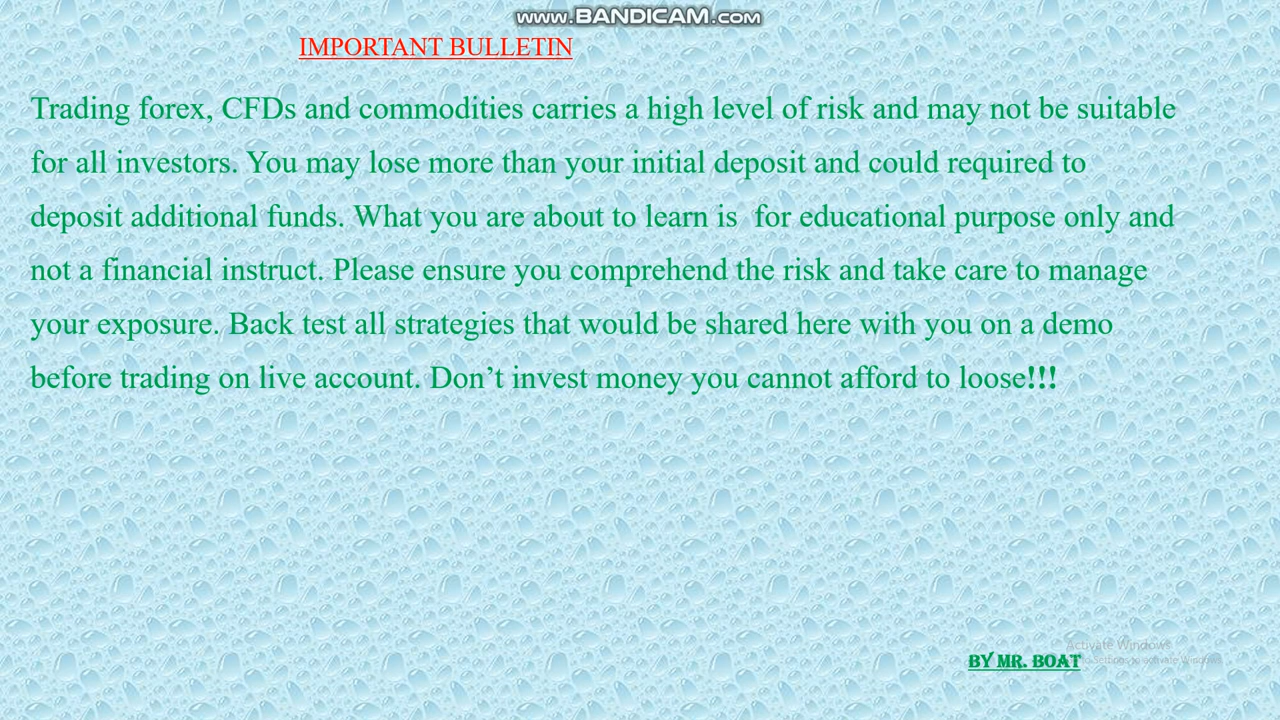 www.BANDICAM.com
IMPORTANT BULLETIN
Trading forex, CFDs and commodities carries a high level of risk and may not be suitable
for all investors. You may lose more than your initial deposit and could required to
deposit additional funds. What you are about to learn is  for educational purpose only and
not a financial instruct. Please ensure you comprehend the risk and take care to manage
your exposure. Back test all strategies that would be shared here with you on a demo
before trading on live account. Don’t invest money you cannot afford to loose!!!
Activate Windows
BY MR. BOAT
to Settings to activate Windows.